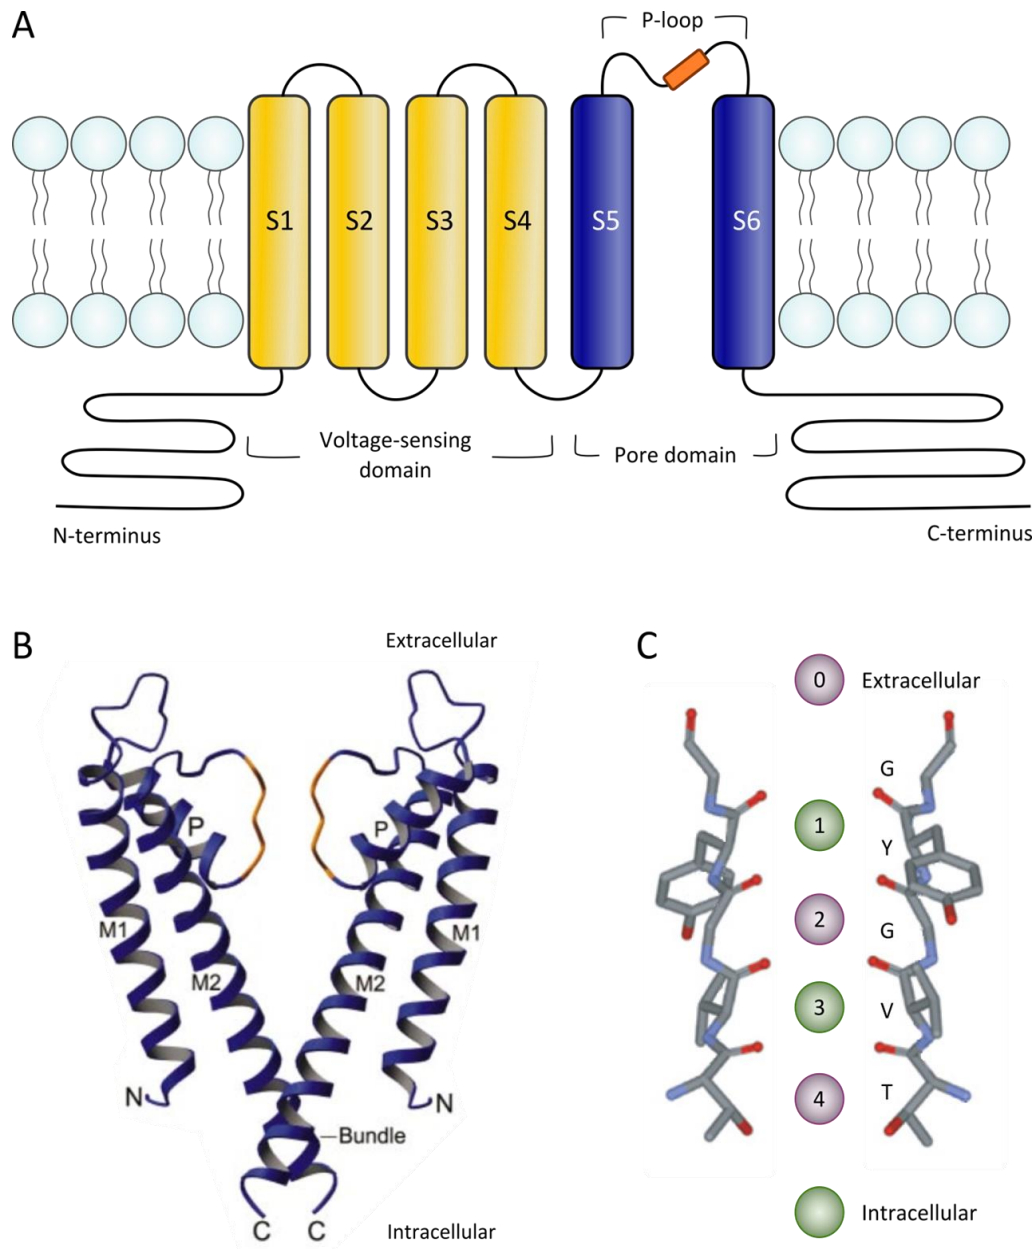 A
P-loop
S1
S2
S3
S4
S5
S6
Voltage-sensing
domain
Pore domain
N-terminus
C-terminus
B
Extracellular
P
P
M1
M1
M2
M2
N
N
Bundle
C
C
Intracellular
C
0
Extracellular
G
1
Y
2
G
3
V
4
T
Intracellular